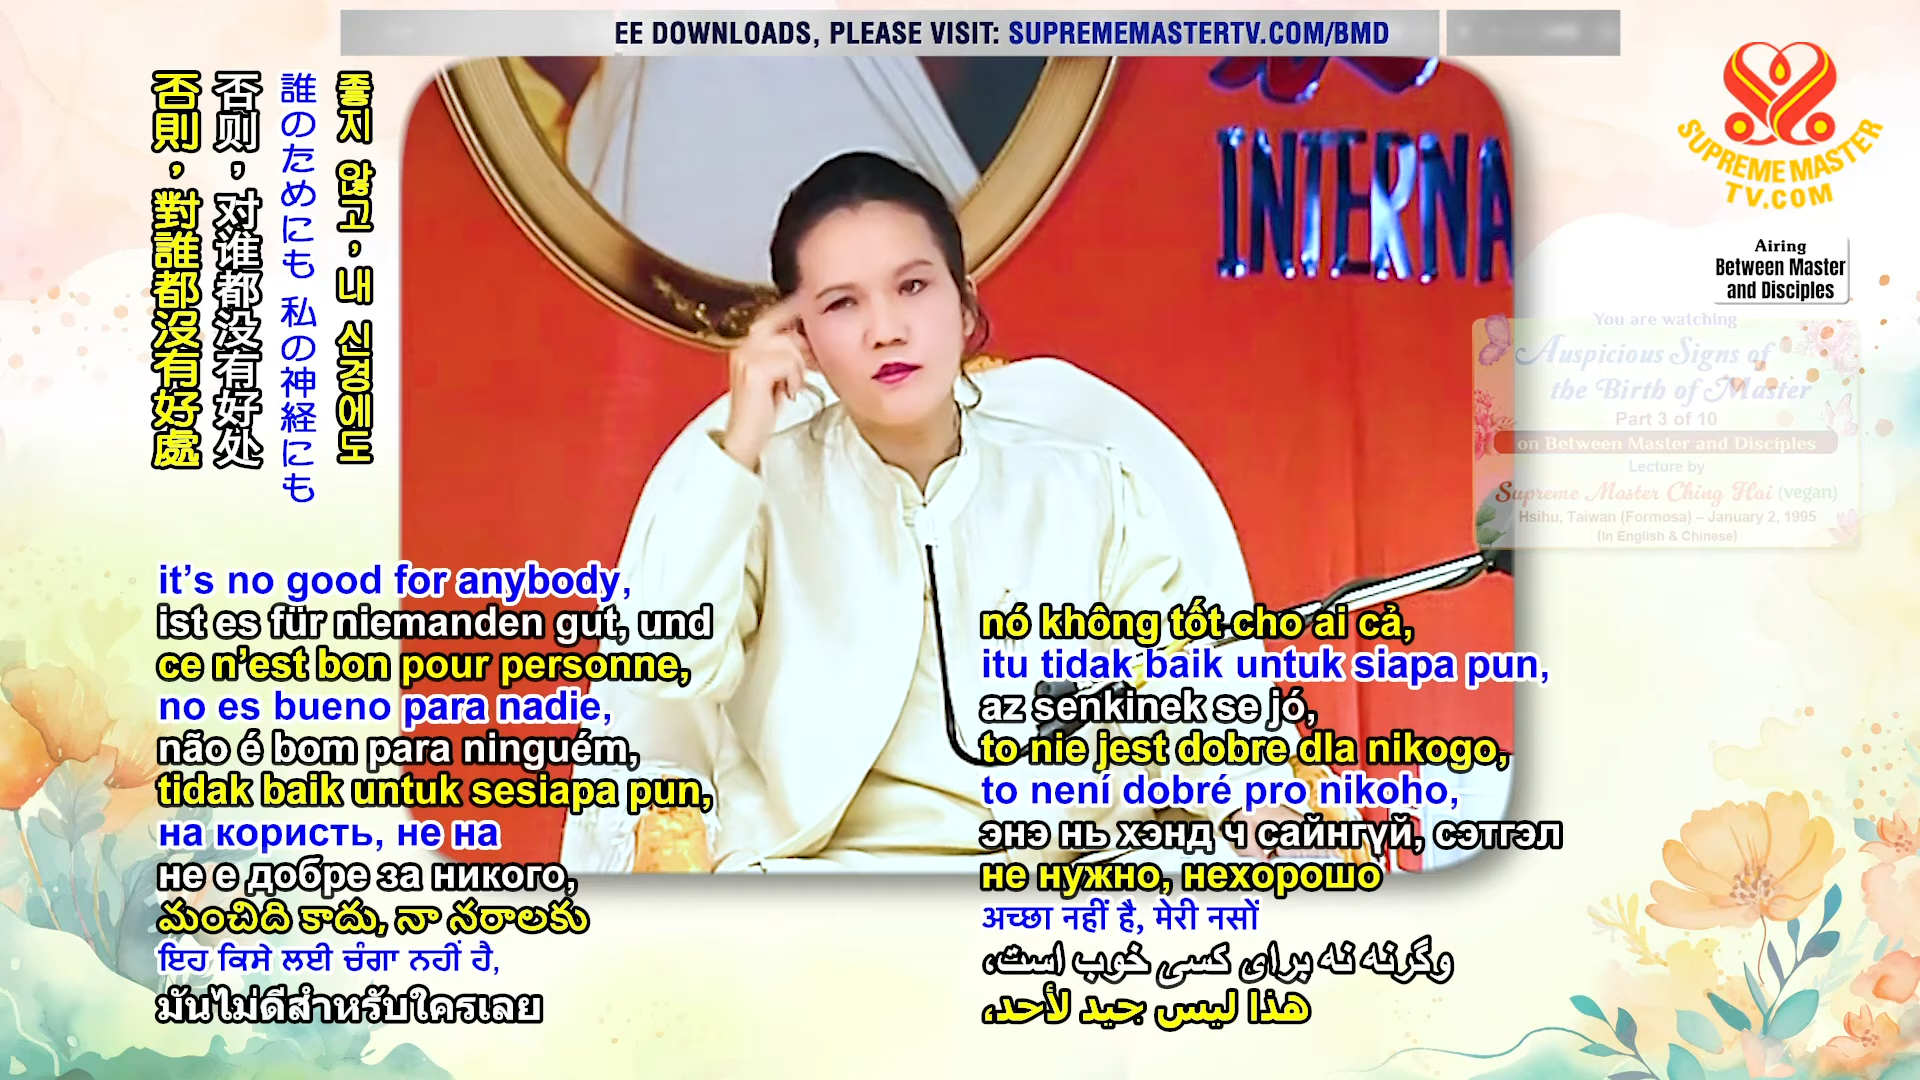 EE DOWNLOADS, PLEASE VISIT: SUPREMEMASTERTV.COM/BMD
SUPREME MASTER
TV.COM
Airing
Between Master
and Disciples
You are watching
Auspicious Signs of
the Birth of Master
Part 3 of 10
on Between Master and Disciples
Lecture by
Supreme Master Ching Hai (vegan)
Hsihu, Taiwan (Formosa) – January 2, 1995
(In English & Chinese)
INTERNA
좋지 않고, 내 신경에도
誰のためにも 私の神経にも
否则，对谁都没有好处
否則，對誰都沒有好處
it’s no good for anybody,
ist es für niemanden gut, und
ce n’est bon pour personne,
no es bueno para nadie,
não é bom para ninguém,
tidak baik untuk sesiapa pun,
на користь, не на
не е добре за никого,
మంచిది కాదు, నా నరాలకు
ਇਹ ਕਿਸੇ ਲਈ ਚੰਗਾ ਨਹੀਂ ਹੈ,
มันไม่ดีสำหรับใครเลย
nó không tốt cho ai cả,
itu tidak baik untuk siapa pun,
az senkinek se jó,
to nie jest dobre dla nikogo,
to není dobré pro nikoho,
энэ нь хэнд ч сайнгүй, сэтгэл
не нужно, нехорошо
अच्छा नहीं है, मेरी नसों
وگرنه نه برای کسی خوب است،
هذا ليس جيد لأحد،